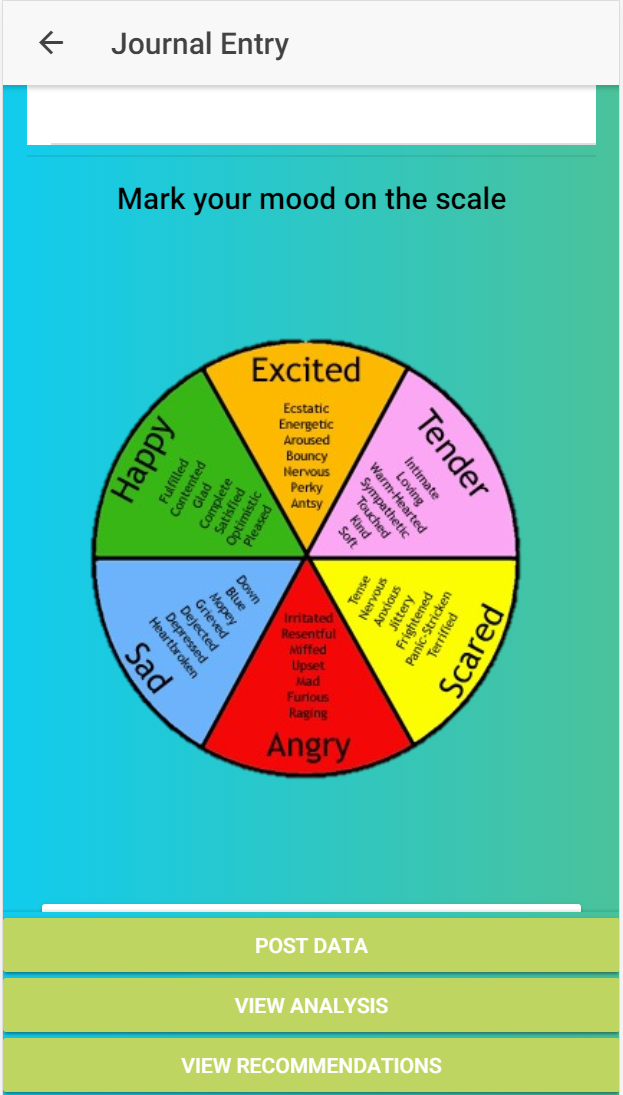 Journal Entry
Mark your mood on the scale
Excited
Ecstatic
Energetic
Aroused
Bouncy
Nervous
Perky
Antsy
Tender
Intimate
Loving
Warm-Hearted
Sympathetic
Touched
Kind
Soft
Scared
Tense
Nervous
Anxious
Jittery
Frightened
Panic-Stricken
Terrified
Irritated
Resentful
Miffed
Upset
Mad
Furious
Raging
Angry
Down
Blue
Mopey
Grieved
Dejected
Depressed
Heartbroken
Sad
Happy
Fulfilled
Contented
Glad
Complete
Satisfied
Optimistic
Pleased
POST DATA
VIEW ANALYSIS
VIEW RECOMMENDATIONS